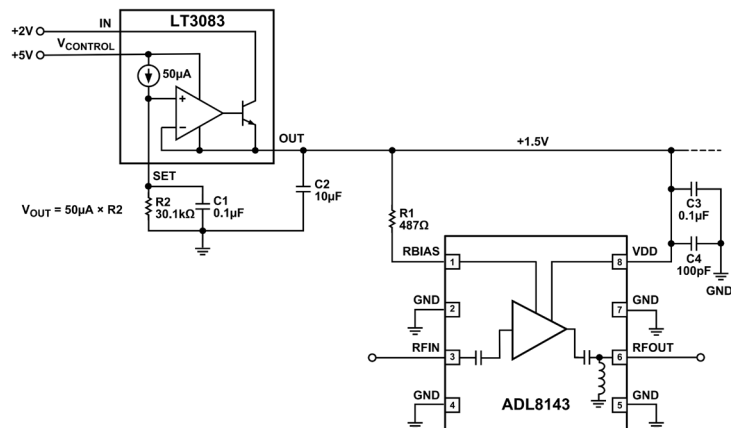 LT3083
IN
+2V
VCONTROL
+5V
50µA
+
−
OUT
+1.5V
SET
R2
30.1kΩ
C1
0.1µF
C2
10µF
VOUT = 50µA × R2
R1
487Ω
C3
0.1µF
C4
100pF
GND
RBIAS
1
8
VDD
GND
2
7
GND
RFIN
3
6
RFOUT
GND
4
5
GND
ADL8143